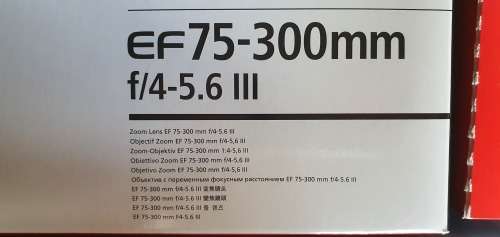 EF75-300mm
f/4-5.6 III
Zoom Lens EF 75-300 mm f/4-5.6 III
Objectif Zoom EF 75-300 mm f/4-5,6 III
Zoom-Objektiv EF 75-300 mm 1:4-5,6 III
Obiettivo Zoom EF 75-300 mm f/4-5.6 III
Objetivo Zoom EF 75-300 mm f/4-5.6 III
Объектив с переменным фокусным расстоянием EF 75-300 mm f/4-5.6 III
EF 75-300 mm f/4-5.6 III 变焦镜头
EF 75-300 mm f/4-5.6 III 變焦鏡頭
EF 75-300 mm f/4-5.6 III 줌 렌즈
EF 75-300 mm F4-5.6 III